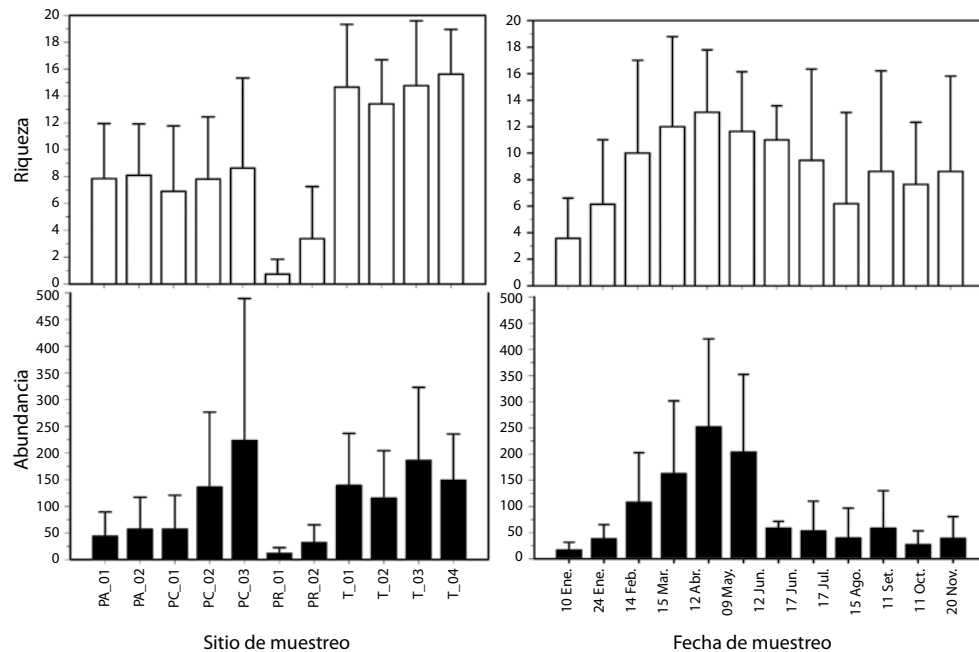 Riqueza
20
18
16
14
12
10
8
6
4
2
0
20
18
16
14
12
10
8
6
4
2
0
Abundancia
500
450
400
350
300
250
200
150
100
50
0
500
450
400
350
300
250
200
150
100
50
0
PA_01
PA_02
PC_01
PC_02
PC_03
PR_01
PR_02
T_01
T_02
T_03
T_04
10 Ene.
24 Ene.
14 Feb.
15 Mar.
12 Abr.
09 May.
12 Jun.
17 Jun.
17 Jul.
15 Ago.
11 Set.
11 Oct.
20 Nov.
Sitio de muestreo
Fecha de muestreo